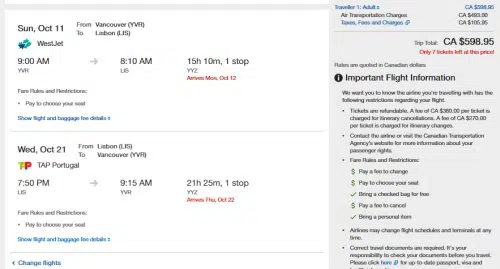 Sun, Oct 11
From Vancouver (YVR)
To Lisbon (LIS)
WestJet
9:00 AM
YVR
8:10 AM
LIS
15h 10m, 1 stop
YYZ
Arrives Mon, Oct 12
Fare Rules and Restrictions:
• Pay to choose your seat
Show flight and baggage fee details
Wed, Oct 21
From Lisbon (LIS)
To Vancouver (YVR)
TP TAP Portugal
7:50 PM
LIS
9:15 AM
YVR
21h 25m, 1 stop
YYZ
Arrives Thu, Oct 22
Fare Rules and Restrictions:
• Pay to choose your seat
Show flight and baggage fee details
Change flights
Traveller 1: Adult
CA $598.95
Air Transportation Charges CA $493.00
Taxes, Fees and Charges CA $105.95
Trip Total: CA $598.95
Only 7 tickets left at this price!
Rates are quoted in Canadian dollars
Important Flight Information
We want you to know the airline you're travelling with has the
following restrictions regarding your flight.
• Tickets are refundable. A fee of $380.00 per ticket is
charged for itinerary cancellations. Fee of CA $270.00
per ticket is charged for itinerary changes.
• Contact the airline or visit the Canadian Transportation
Agency's website for more information about your
passenger rights.
• Fare Rules and Restrictions:
$ Pay a fee to change
$ Pay to choose your seat
✓ Bring a checked bag for free
$ Pay a fee to cancel
✓ Bring a personal item
• Airlines may change flight schedules and terminals at any
time.
• Correct travel documents are required. It's your
responsibility to check your documents before you travel.
Please click here for up-to-date passport, visa and